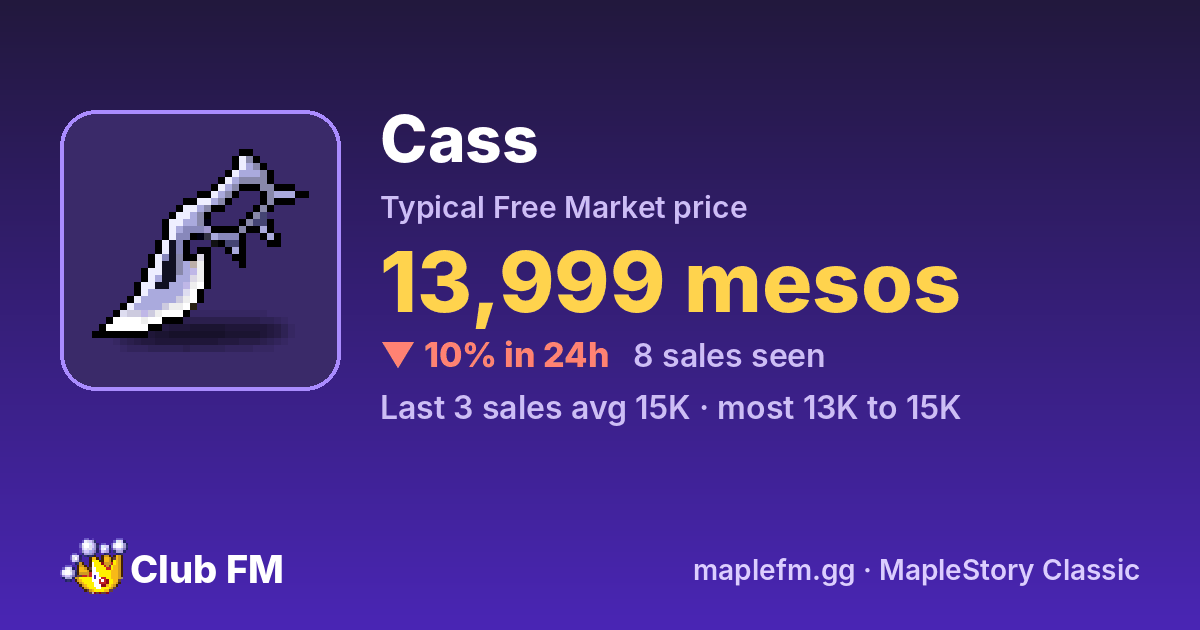 Cass
Typical Free Market price
13,999 mesos
▼ 10% in 24h 8 sales seen
Last 3 sales avg 15K · most 13K to 15K
Club FM
maplefm.gg · MapleStory Classic